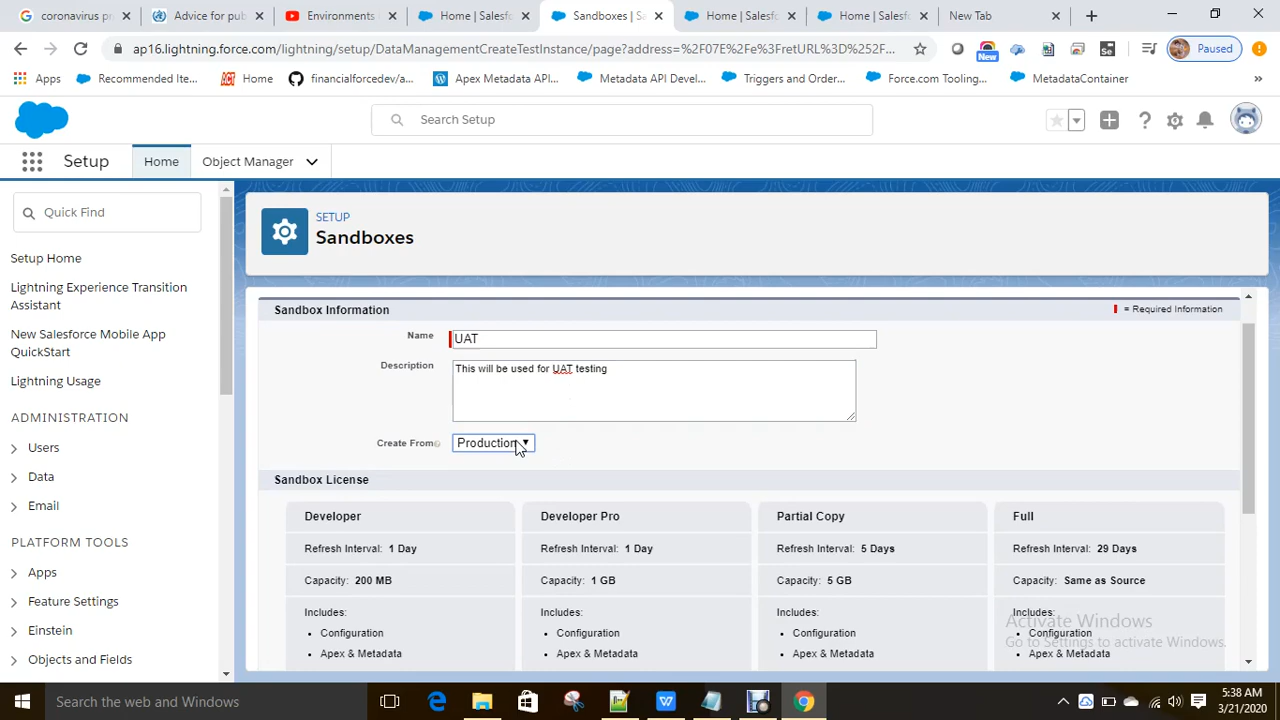 coronavirus pr
Advice for pub
Environments
Home | Salesfo
Sandboxes | Sa
Home | Salesfo
Home | Salesfo
New Tab
ap16.lightning.force.com/lightning/setup/DataManagementCreateTestInstance/page?address=%2F07E%2Fe%3FretURL%3D%252F...
New
Se
Paused
Apps
Recommended Ite...
ACT
Home
financialforcedev/a...
Apex Metadata API...
Metadata API Devel...
Triggers and Order...
Force.com Tooling...
MetadataContainer
»
Search Setup
Setup
Home
Object Manager
Quick Find
SETUP
Sandboxes
Setup Home
Lightning Experience Transition
Assistant
New Salesforce Mobile App
QuickStart
Lightning Usage
ADMINISTRATION
Users
Data
Email
PLATFORM TOOLS
Apps
Feature Settings
Einstein
Objects and Fields
Sandbox Information
= Required Information
Name
UAT
Description
This will be used for UAT testing
Create From
Production
Sandbox License
Developer
Developer Pro
Partial Copy
Full
Refresh Interval: 1 Day
Refresh Interval: 1 Day
Refresh Interval: 5 Days
Refresh Interval: 29 Days
Capacity: 200 MB
Capacity: 1 GB
Capacity: 5 GB
Capacity: Same as Source
Includes:
Includes:
Includes:
Includes:
• Configuration
• Configuration
• Configuration
• Configuration
• Apex & Metadata
• Apex & Metadata
• Apex & Metadata
• Apex & Metadata
Activate Windows
Go to Settings to activate Windows.
Search the web and Windows
5:38 AM
3/21/2020